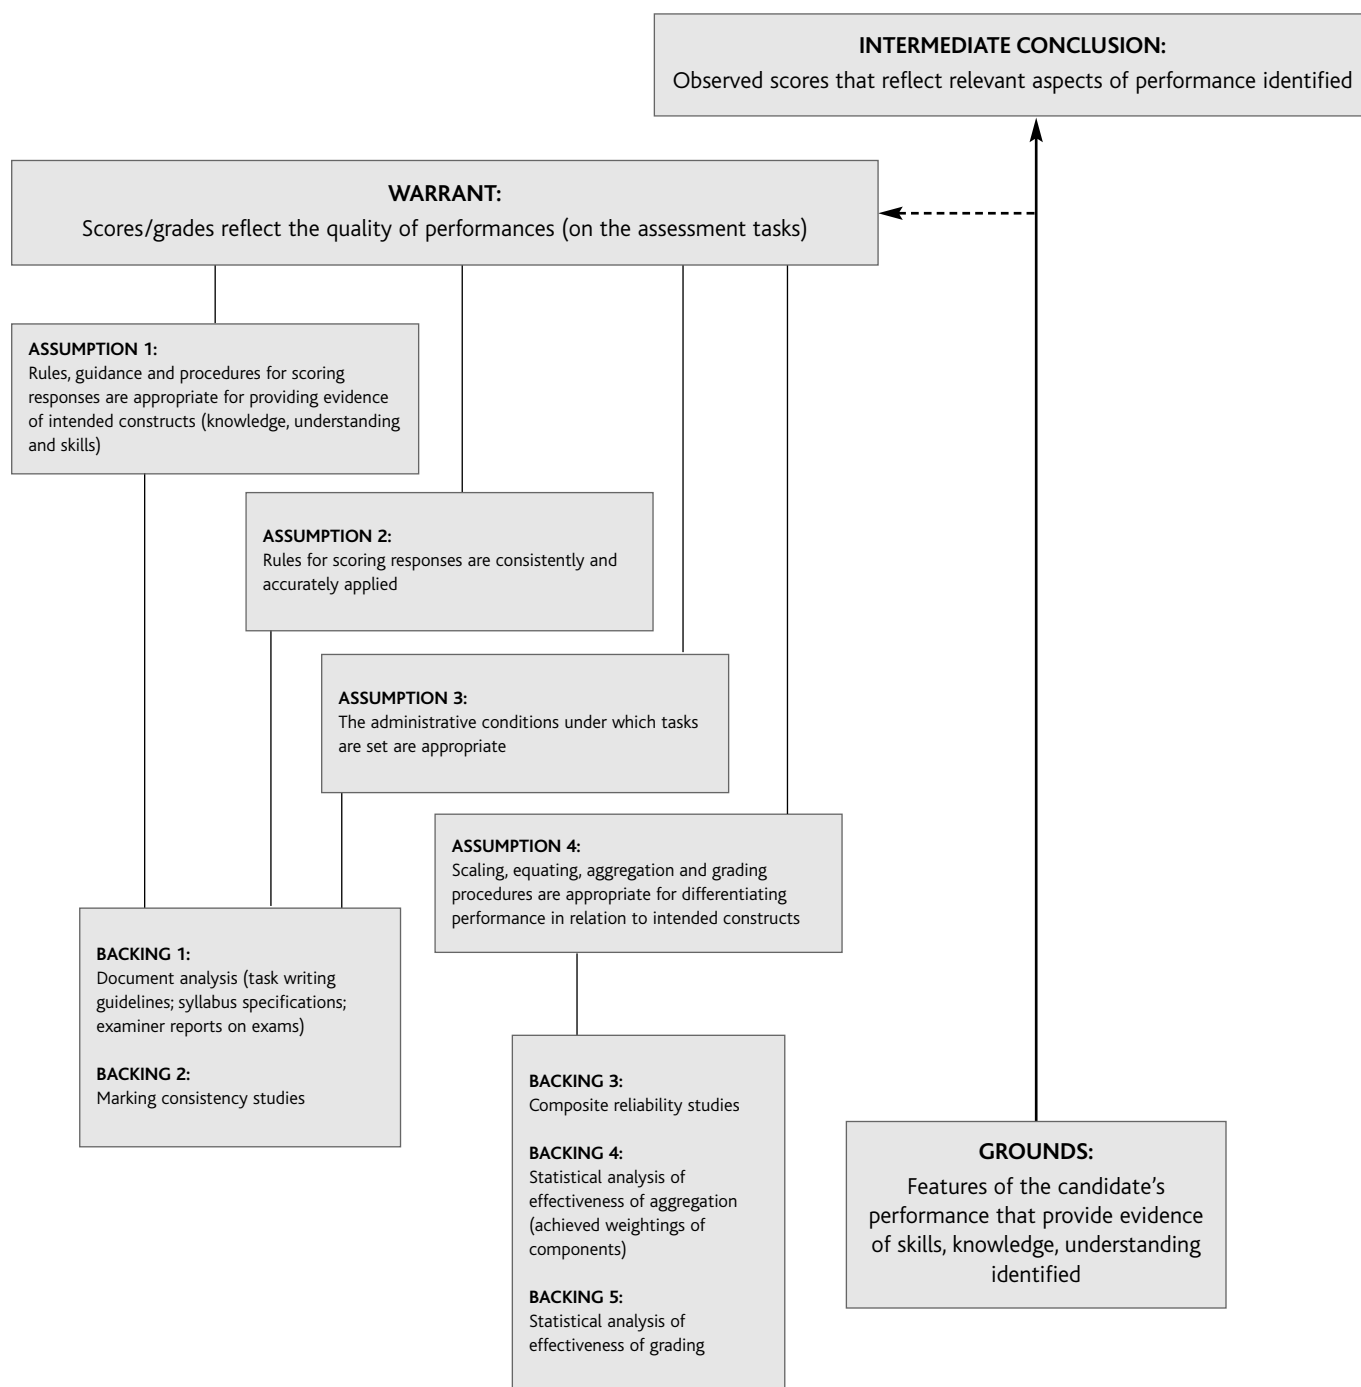 INTERMEDIATE CONCLUSION:
Observed scores that reflect relevant aspects of performance identified
WARRANT:
Scores/grades reflect the quality of performances (on the assessment tasks)
ASSUMPTION 1:
Rules, guidance and procedures for scoring
responses are appropriate for providing evidence
of intended constructs (knowledge, understanding
and skills)
ASSUMPTION 2:
Rules for scoring responses are consistently and
accurately applied
ASSUMPTION 3:
The administrative conditions under which tasks
are set are appropriate
ASSUMPTION 4:
Scaling, equating, aggregation and grading
procedures are appropriate for differentiating
performance in relation to intended constructs
BACKING 1:
Document analysis (task writing
guidelines; syllabus specifications;
examiner reports on exams)
BACKING 2:
Marking consistency studies
BACKING 3:
Composite reliability studies
BACKING 4:
Statistical analysis of
effectiveness of aggregation
(achieved weightings of
components)
BACKING 5:
Statistical analysis of
effectiveness of grading
GROUNDS:
Features of the candidate’s
performance that provide evidence
of skills, knowledge, understanding
identified